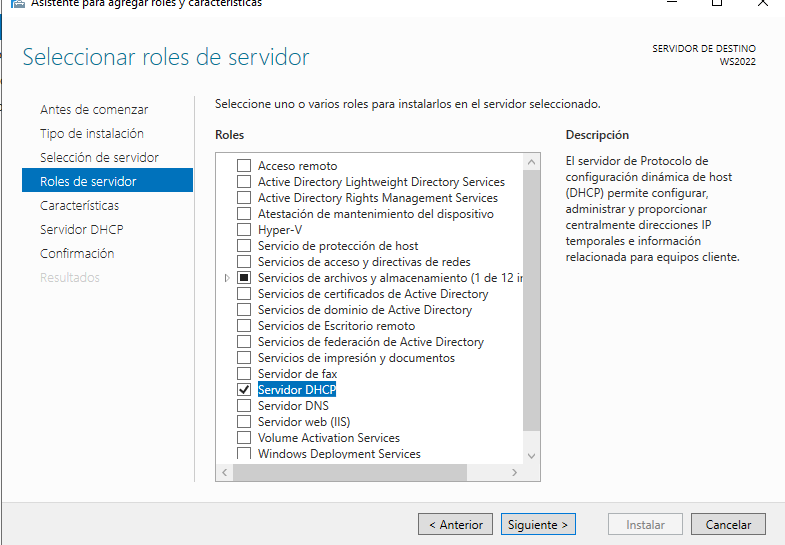 Asistente para agregar roles y características
Seleccionar roles de servidor
SERVIDOR DE DESTINO
WS2022
Antes de comenzar
Tipo de instalación
Selección de servidor
Roles de servidor
Características
Servidor DHCP
Confirmación
Resultados
Seleccione uno o varios roles para instalarlos en el servidor seleccionado.
Roles
Acceso remoto
Active Directory Lightweight Directory Services
Active Directory Rights Management Services
Atestación de mantenimiento del dispositivo
Hyper-V
Servicio de protección de host
Servicios de acceso y directivas de redes
Servicios de archivos y almacenamiento (1 de 12 in
Servicios de certificados de Active Directory
Servicios de dominio de Active Directory
Servicios de Escritorio remoto
Servicios de federación de Active Directory
Servicios de impresión y documentos
Servidor de fax
Servidor DHCP
Servidor DNS
Servidor web (IIS)
Volume Activation Services
Windows Deployment Services
Descripción
El servidor de Protocolo de
configuración dinámica de host
(DHCP) permite configurar,
administrar y proporcionar
centralmente direcciones IP
temporales e información
relacionada para equipos cliente.
< Anterior
Siguiente >
Instalar
Cancelar